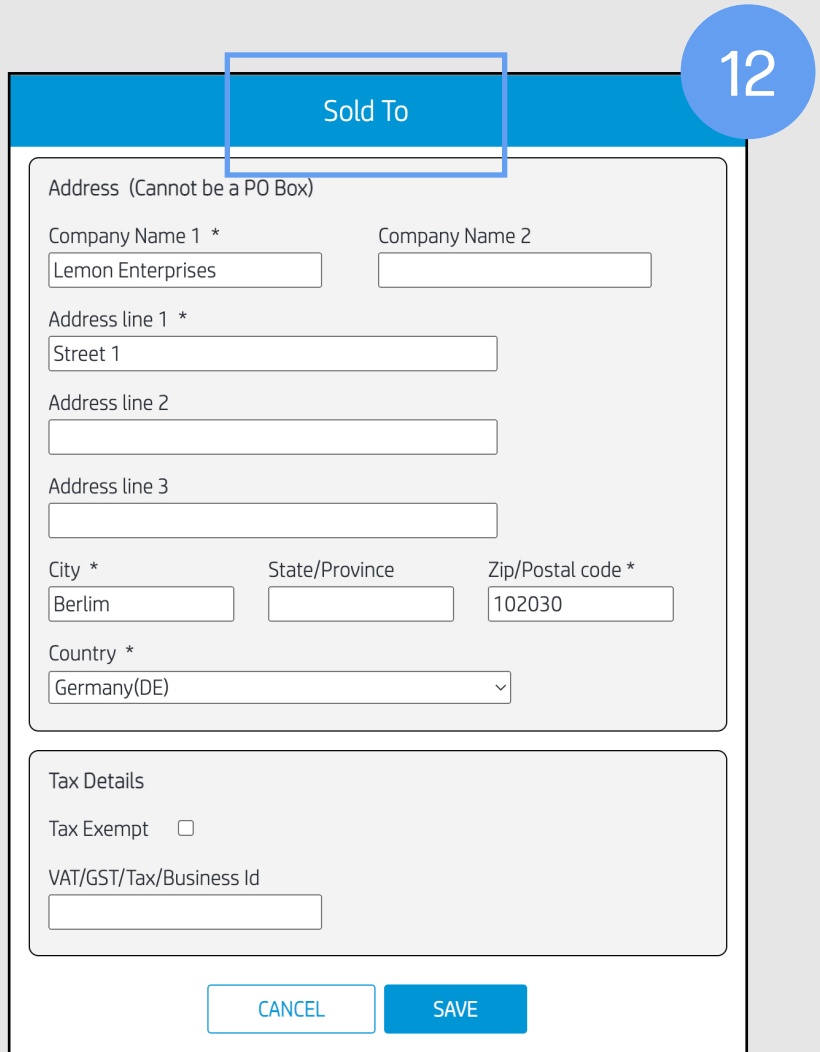 12
Sold To
Address (Cannot be a PO Box)
Company Name 1 * Company Name 2
Lemon Enterprises
Address line 1 *
Street 1
Address line 2
Address line 3
City * State/Province Zip/Postal code *
Berlim 102030
Country *
Germany(DE)
Tax Details
Tax Exempt
VAT/GST/Tax/Business Id
CANCEL SAVE